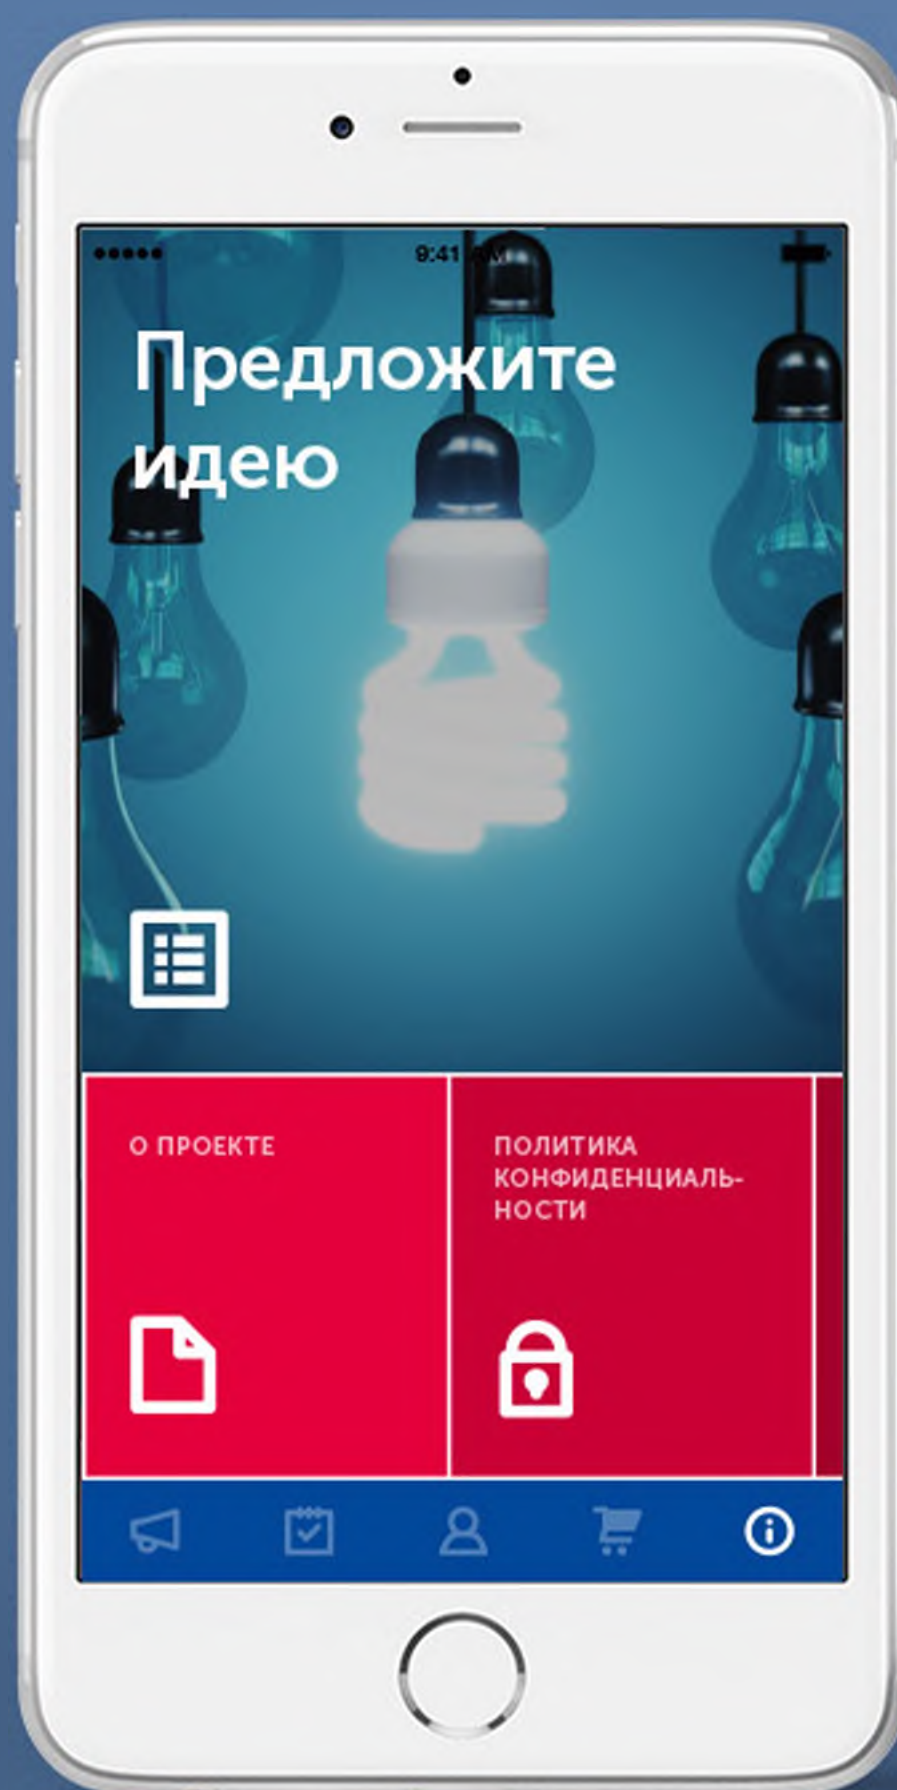 9:41 AM
Предложите
идею
О ПРОЕКТЕ
ПОЛИТИКА
КОНФИДЕНЦИАЛЬ-
НОСТИ